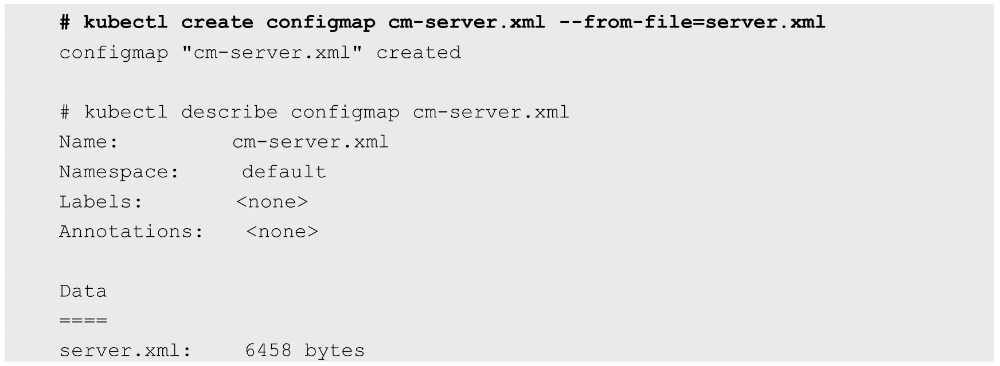 # kubectl create configmap cm-server.xml --from-file=server.xml
configmap "cm-server.xml" created
# kubectl describe configmap cm-server.xml
Name: cm-server.xml
Namespace: default
Labels: <none>
Annotations: <none>
Data
====
server.xml: 6458 bytes